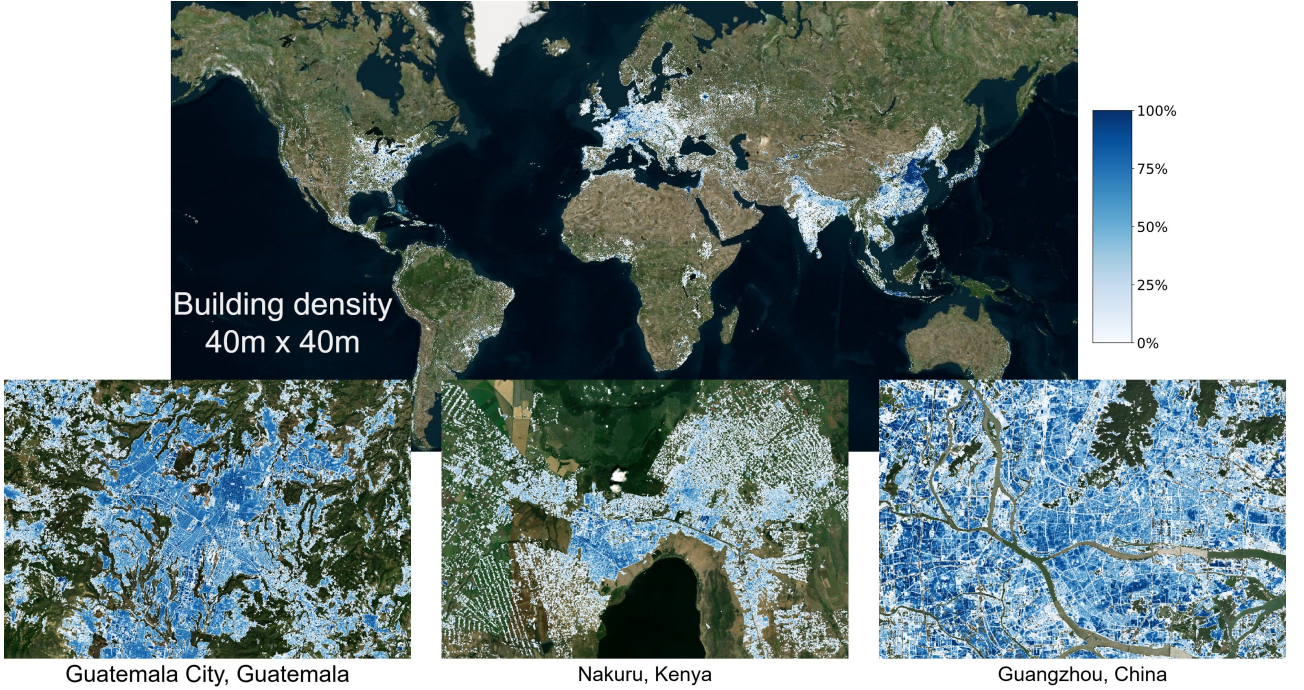 Building density
40m x 40m
100%
75%
50%
25%
0%
Guatemala City, Guatemala
Nakuru, Kenya
Guangzhou, China